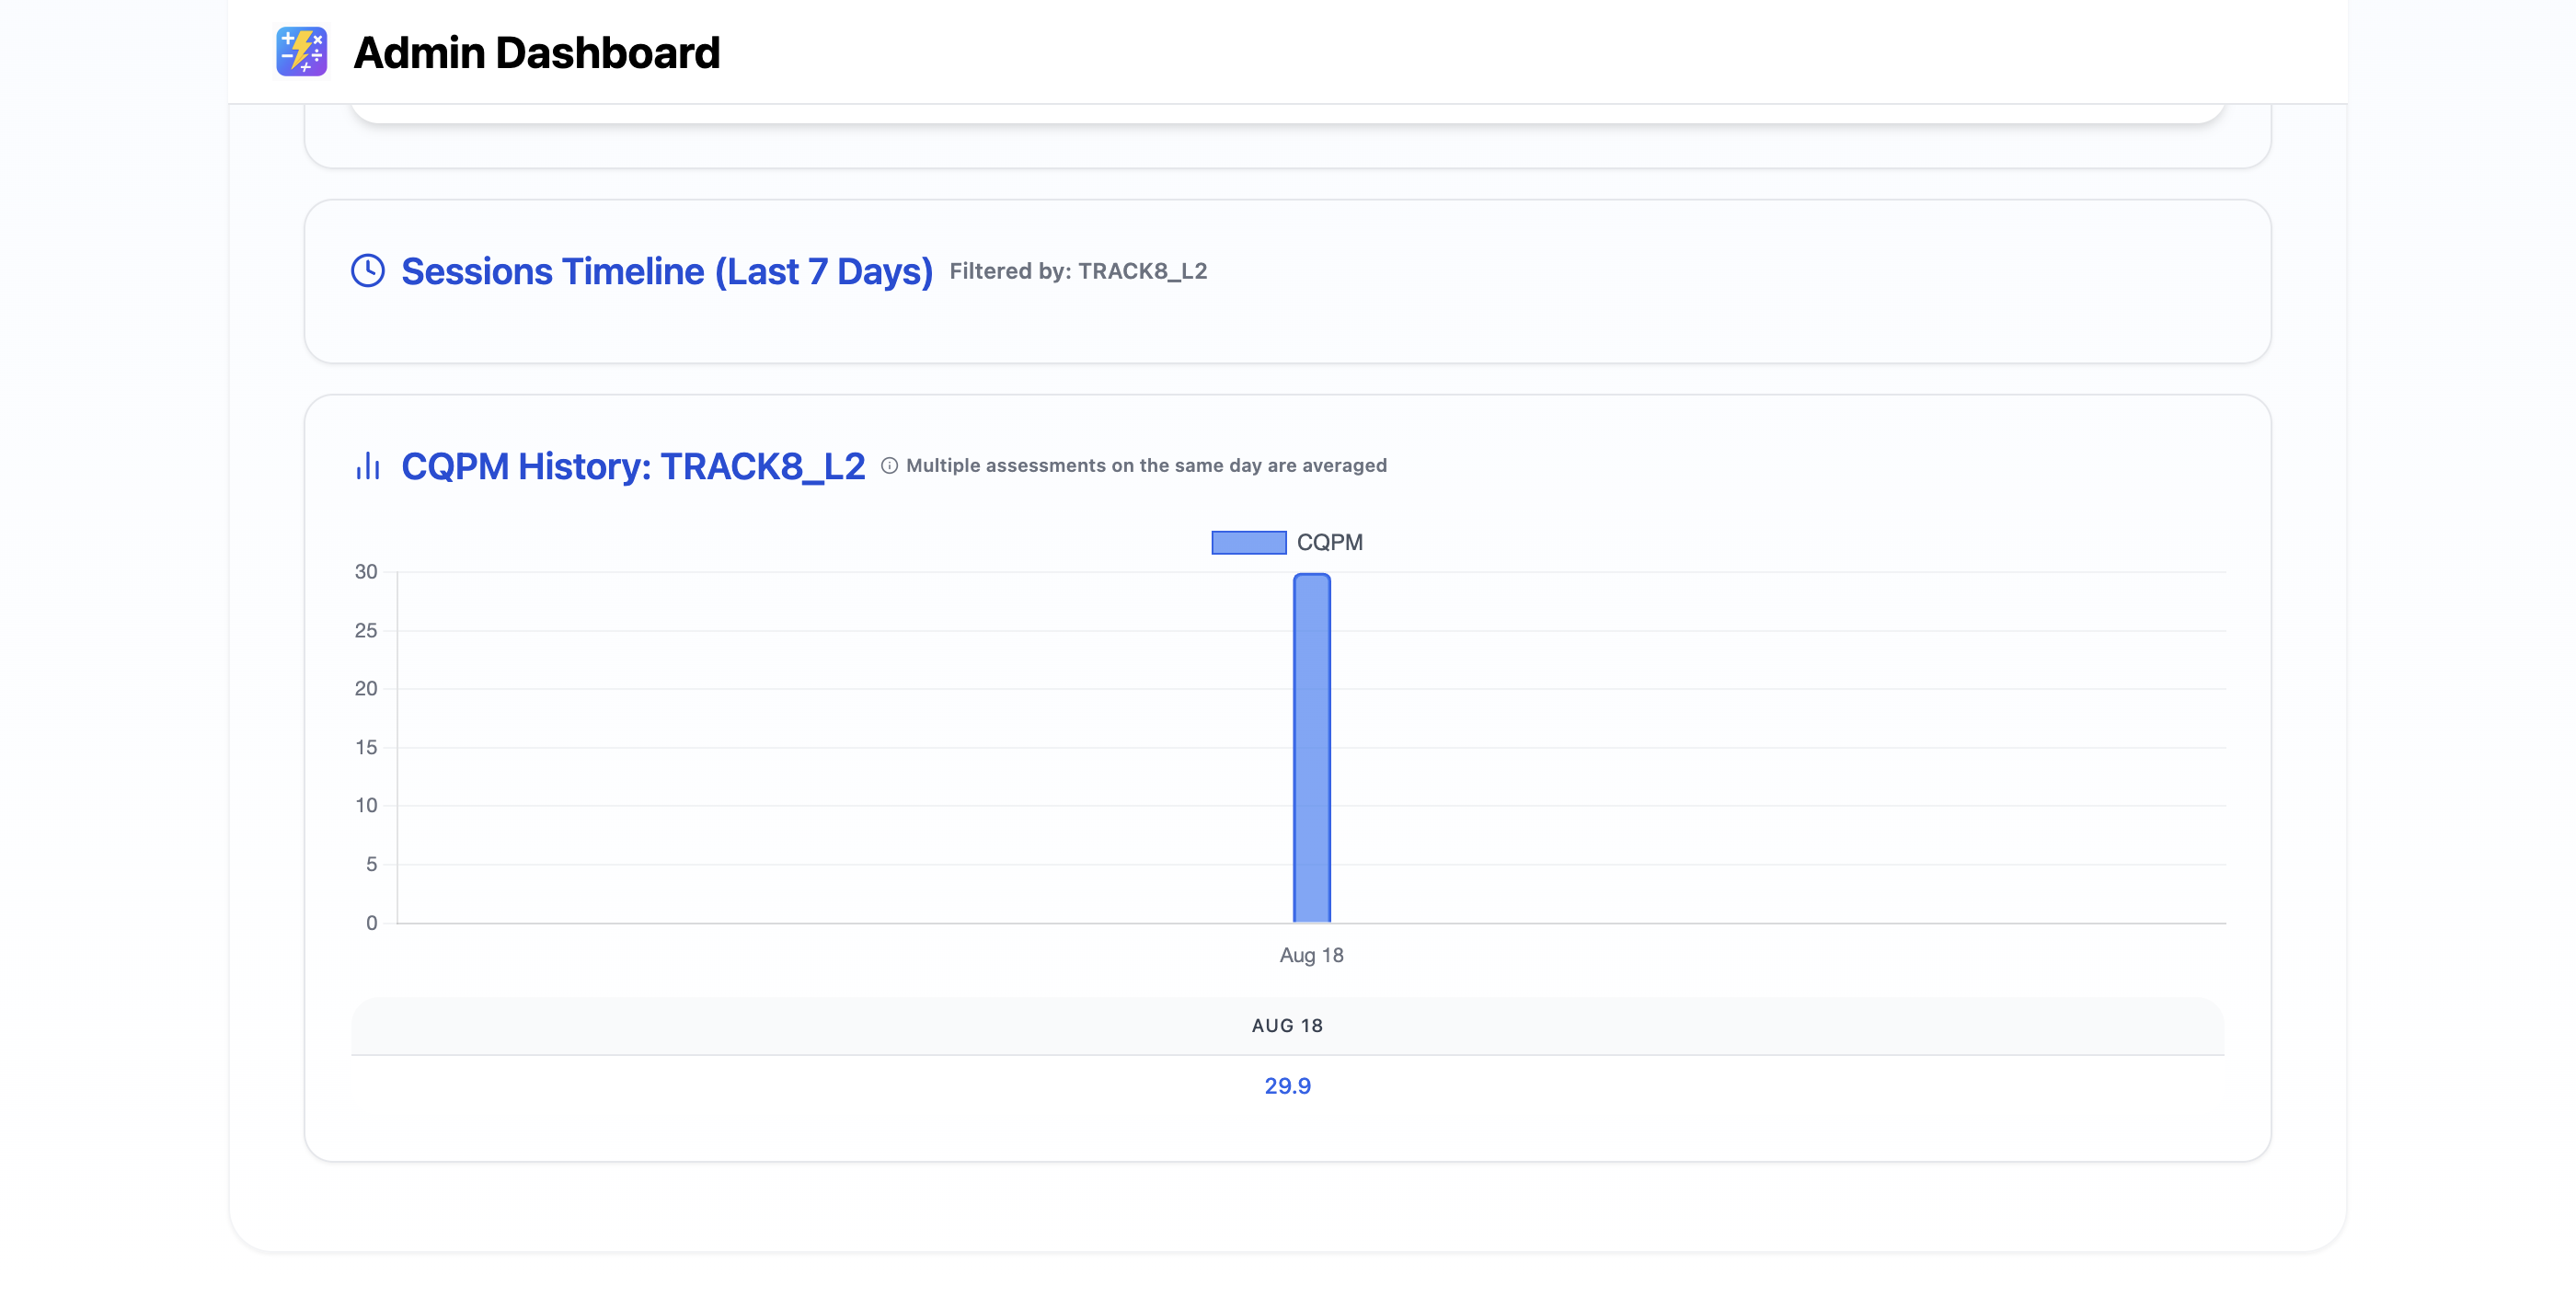 Admin Dashboard
Sessions Timeline (Last 7 Days) Filtered by: TRACK8_L2
CQPM History: TRACK8_L2 Multiple assessments on the same day are averaged
CQPM
30
25
20
15
10
5
0
Aug 18
AUG 18
29.9